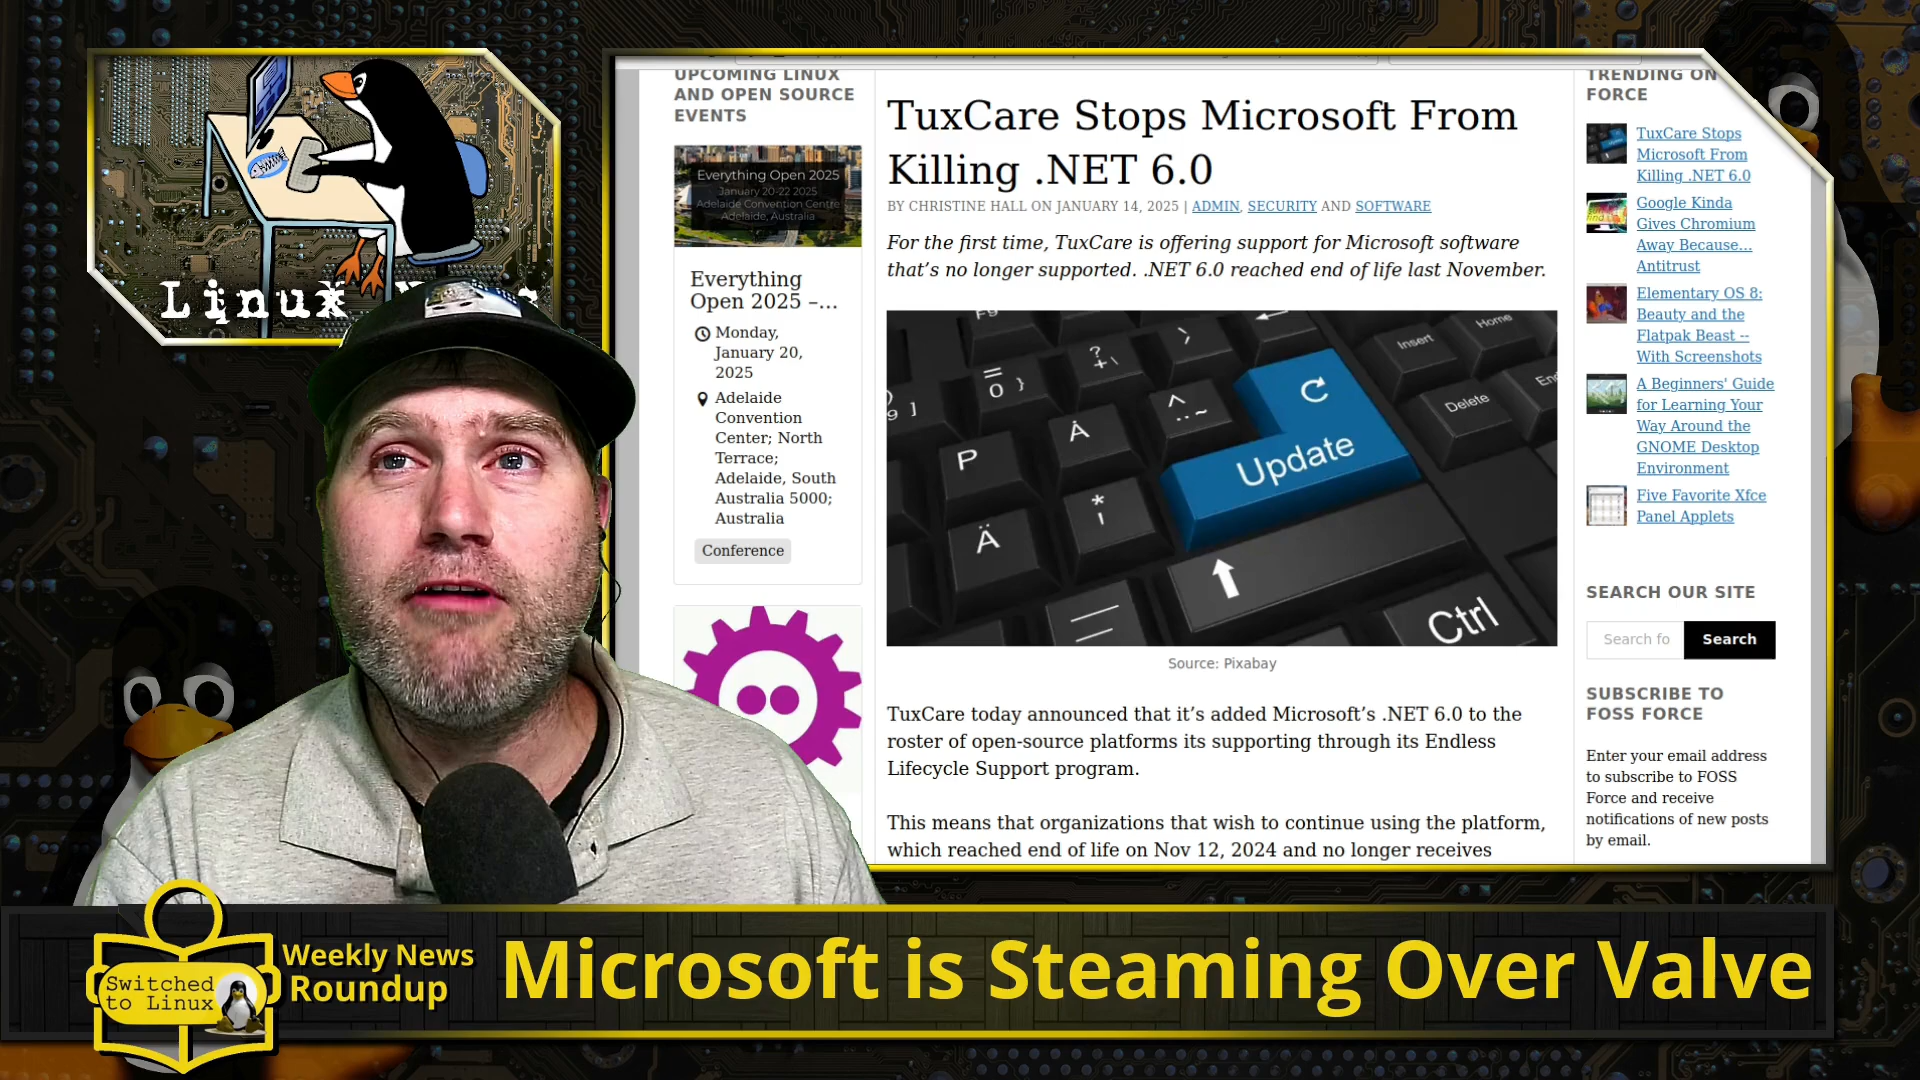 Linux
UPCOMING LINUX
AND OPEN SOURCE
EVENTS
Everything Open 2025
January 20-22 2025
Adelaide Convention Centre
Adelaide, Australia
Everything
Open 2025 –…
Monday,
January 20,
2025
Adelaide
Convention
Center; North
Terrace;
Adelaide, South
Australia 5000;
Australia
Conference
TuxCare Stops Microsoft From
Killing .NET 6.0
BY CHRISTINE HALL ON JANUARY 14, 2025 | ADMIN, SECURITY AND SOFTWARE
For the first time, TuxCare is offering support for Microsoft software
that’s no longer supported. .NET 6.0 reached end of life last November.
F9
Insert
Home
End
Delete
P
Å
Ä
Update
Ctrl
Source: Pixabay
TuxCare today announced that it’s added Microsoft’s .NET 6.0 to the
roster of open-source platforms its supporting through its Endless
Lifecycle Support program.
This means that organizations that wish to continue using the platform,
which reached end of life on Nov 12, 2024 and no longer receives
TRENDING ON
FORCE
TuxCare Stops
Microsoft From
Killing .NET 6.0
Google Kinda
Gives Chromium
Away Because…
Antitrust
Elementary OS 8:
Beauty and the
Flatpak Beast --
With Screenshots
A Beginners' Guide
for Learning Your
Way Around the
GNOME Desktop
Environment
Five Favorite Xfce
Panel Applets
SEARCH OUR SITE
Search fo
Search
SUBSCRIBE TO
FOSS FORCE
Enter your email address
to subscribe to FOSS
Force and receive
notifications of new posts
by email.
Switched
to Linux
Weekly News
Roundup
Microsoft is Steaming Over Valve